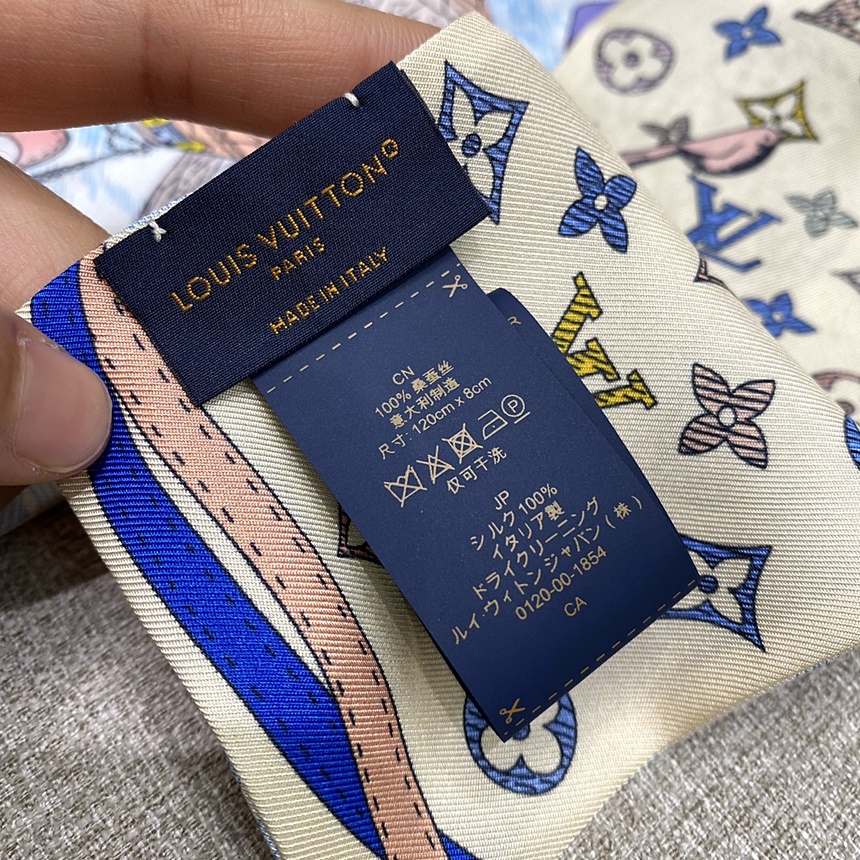 LOUIS VUITTON®
PARIS
MADE IN ITALY
CN
100% 桑蚕丝
意大利制造
尺寸: 120cm x 8cm
仅可干洗
JP
シルク 100%
イタリア製
ドライクリーニング
ルイ・ヴィトン ジャパン (株)
0120-00-1854
CA